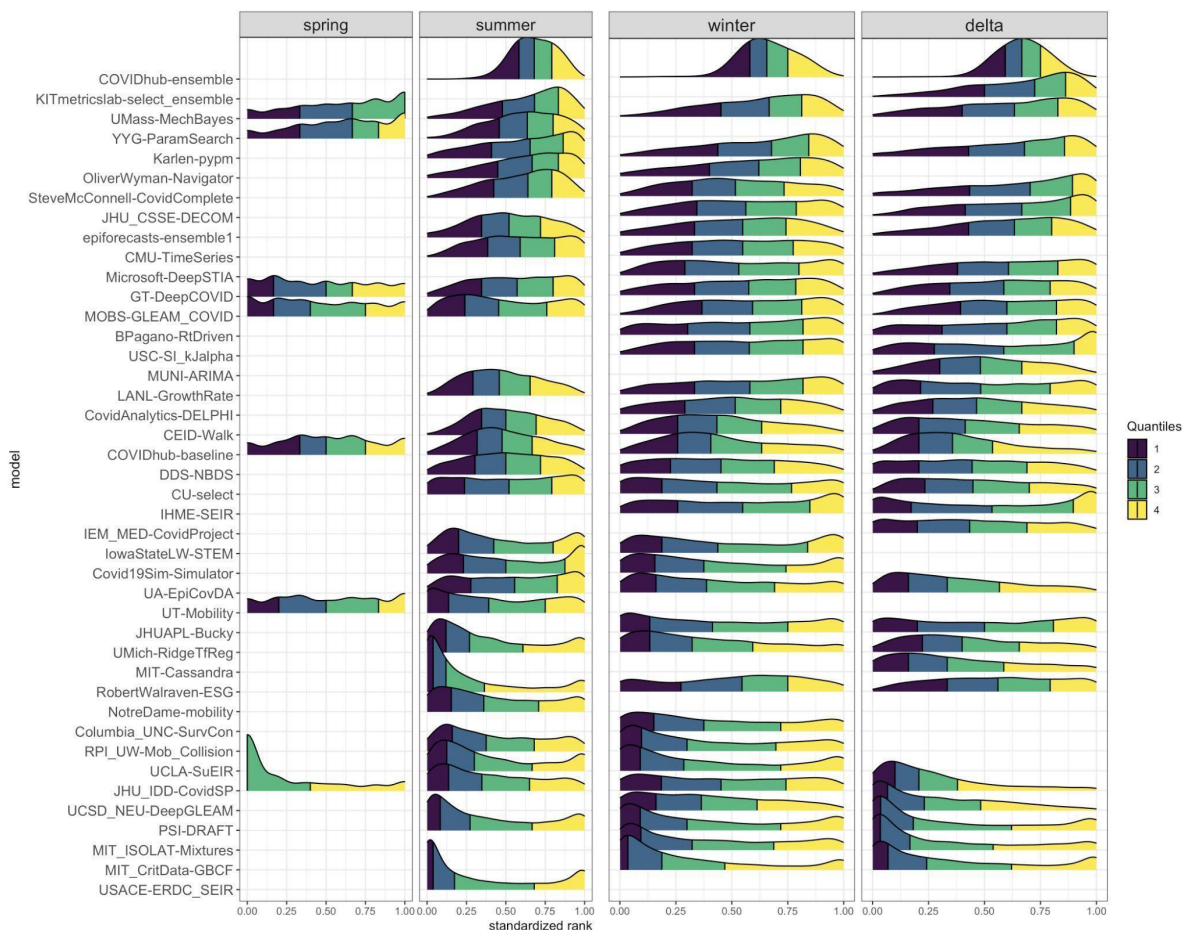 spring summer winter delta
COVIDhub-ensemble
KITmetricslab-select_ensemble
UMass-MechBayes
YYG-ParamSearch
Karlen-pypm
OliverWyman-Navigator
SteveMcConnell-CovidComplete
JHU_CSSE-DECOM
epiforecasts-ensemble1
CMU-TimeSeries
Microsoft-DeepSTIA
GT-DeepCOVID
MOBS-GLEAM_COVID
BPagano-RtDriven
USC-SI_kJalpha
MUNI-ARIMA
LANL-GrowthRate
CovidAnalytics-DELPHI
CEID-Walk
COVIDhub-baseline
DDS-NBDS
CU-select
IHME-SEIR
IEM_MED-CovidProject
IowaStateLW-STEM
Covid19Sim-Simulator
UA-EpiCovDA
UT-Mobility
JHUAPL-Bucky
UMich-RidgeTfReg
MIT-Cassandra
RobertWalraven-ESG
NotreDame-mobility
Columbia_UNC-SurvCon
RPI_UW-Mob_Collision
UCLA-SuEIR
JHU_IDD-CovidSP
UCSD_NEU-DeepGLEAM
PSI-DRAFT
MIT_ISOLAT-Mixtures
MIT_CritData-GBCF
USACE-ERDC_SEIR
model
0.00 0.25 0.50 0.75 1.00 0.00 0.25 0.50 0.75 1.00 0.00 0.25 0.50 0.75 1.00 0.00 0.25 0.50 0.75 1.00
standardized rank
Quantiles
1
2
3
4